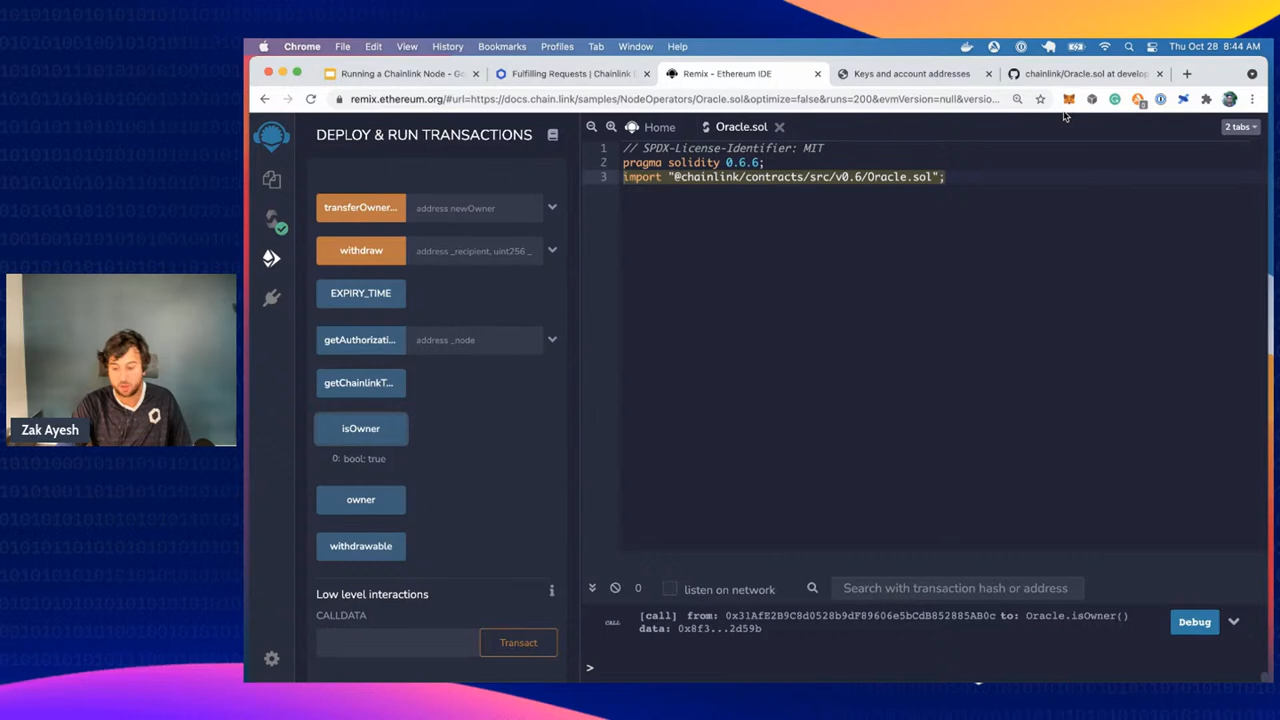 Chrome File Edit View History Bookmarks Profiles Tab Window Help Thu Oct 28 8:44 AM
Running a Chainlink Node - Go
Fulfilling Requests | Chainlink
Remix - Ethereum IDE
Keys and account addresses
chainlink/Oracle.sol at develop
remix.ethereum.org/#url=https://docs.chain.link/samples/NodeOperators/Oracle.sol&optimize=false&runs=200&evmVersion=null&versio...
DEPLOY & RUN TRANSACTIONS
Home
Oracle.sol
2 tabs
1 // SPDX-License-Identifier: MIT
2 pragma solidity 0.6.6;
3 import "@chainlink/contracts/src/v0.6/Oracle.sol";
transferOwner... address newOwner
withdraw address _recipient, uint256 _
EXPIRY_TIME
getAuthorizati... address _node
getChainlinkT...
isOwner
0: bool: true
owner
withdrawable
Low level interactions
CALLDATA
Transact
Zak Ayesh
0 listen on network Search with transaction hash or address
CALL [call] from: 0x31AfE2B9C8d0528b9dF89606e5bCdB852885AB0c to: Oracle.isOwner()
data: 0x8f3...2d59b
Debug
>